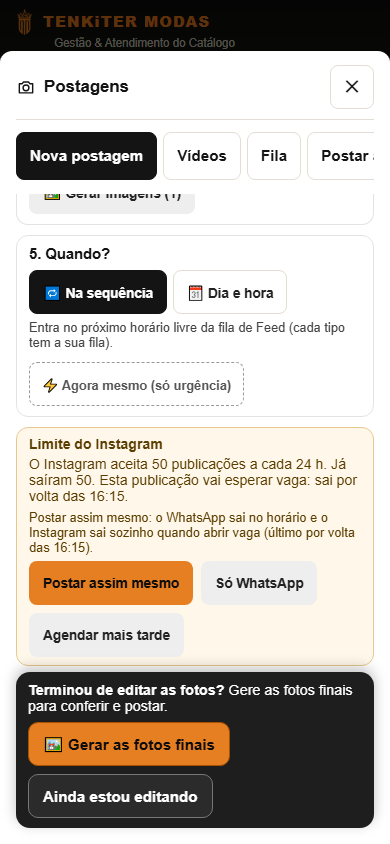 TENKiTER MODAS
Gestão & Atendimento do Catálogo
Postagens
Nova postagem
Vídeos
Fila
Postar
Gerar imagens (1)
5. Quando?
Na sequência
Dia e hora
Entra no próximo horário livre da fila de Feed (cada tipo
tem a sua fila).
Agora mesmo (só urgência)
Limite do Instagram
O Instagram aceita 50 publicações a cada 24 h. Já
saíram 50. Esta publicação vai esperar vaga: sai por
volta das 16:15.
Postar assim mesmo: o WhatsApp sai no horário e o
Instagram sai sozinho quando abrir vaga (último por volta
das 16:15).
Postar assim mesmo
Só WhatsApp
Agendar mais tarde
Terminou de editar as fotos? Gere as fotos finais
para conferir e postar.
Gerar as fotos finais
Ainda estou editando